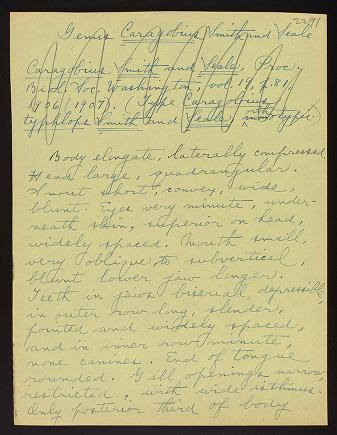 2291
Genus Caragobius Smith and Seale
Caragobius Smith and Seale, Proc.
Biol. Soc. Washington, vol. 19, p. 81,
1906 (1907). (Type Caragobius
typhlops Smith and Seale, monotypic.
ortho
Body elongate, laterally compressed.
Head large, quadrangular.
Snout short, convex, wide,
blunt. Eyes very minute, under-
neath skin, superior on head,
widely spaced. Mouth small,
very oblique to subvertical,
blunt lower jaw longer.
Teeth in jaws biserial, depressible,
in outer row long, slender,
pointed and widely spaced,
and in inner row minute,
none canines. End of tongue
rounded. Gill openings narrow,
restricted, with wide isthmus.
Only posterior third of body